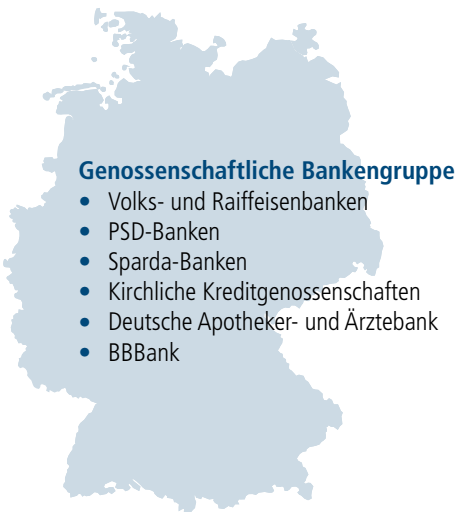 Genossenschaftliche Bankengruppe
• Volks- und Raiffeisenbanken
• PSD-Banken
• Sparda-Banken
• Kirchliche Kreditgenossenschaften
• Deutsche Apotheker- und Ärztebank
• BBBank